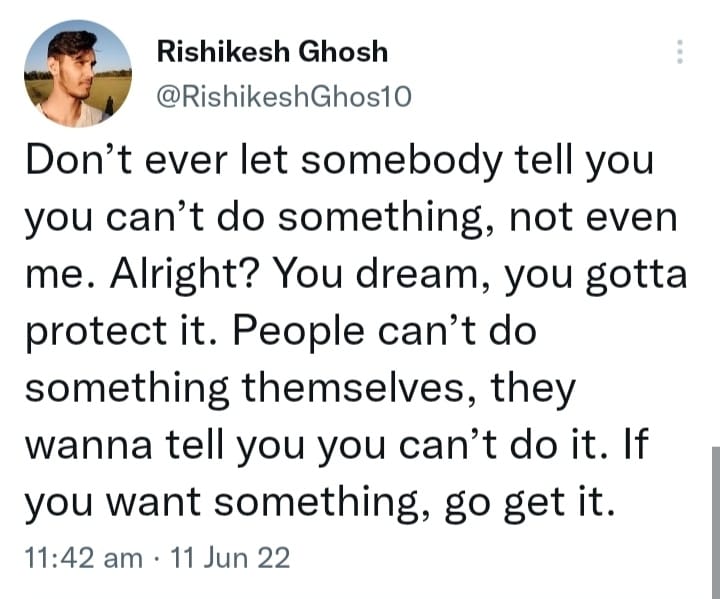 Rishikesh Ghosh
@RishikeshGhos10
Don’t ever let somebody tell you
you can’t do something, not even
me. Alright? You dream, you gotta
protect it. People can’t do
something themselves, they
wanna tell you you can’t do it. If
you want something, go get it.
11:42 am · 11 Jun 22